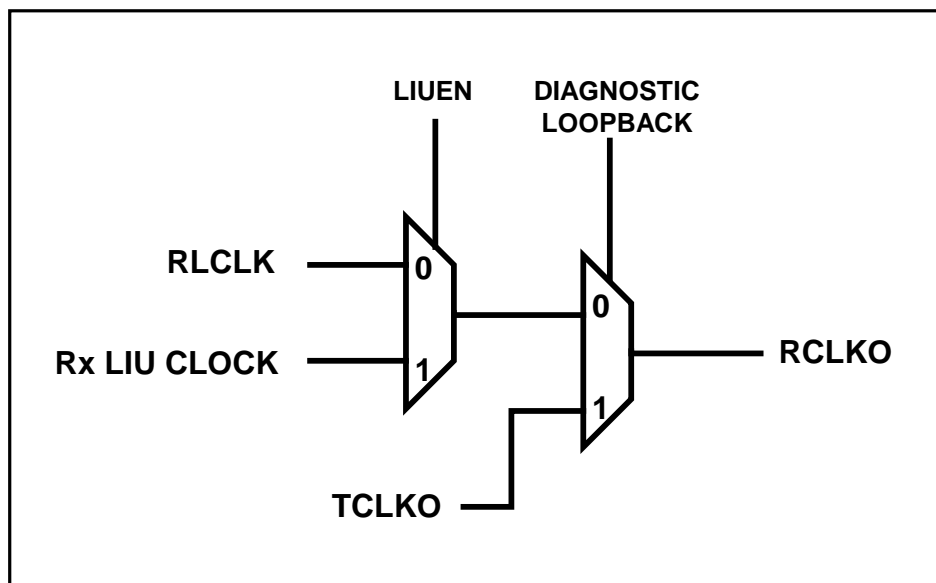 LIUEN
DIAGNOSTIC
LOOPBACK
RLCLK
0
0
Rx LIU CLOCK
1
RCLKO
1
TCLKO